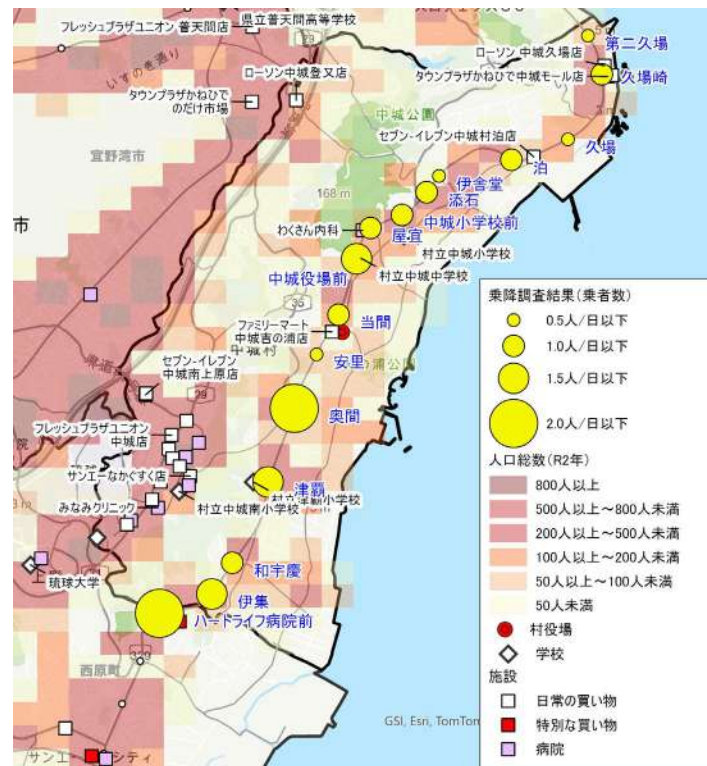 フレッシュプラザユニオン 普天間店
県立普天間高等学校
いすのき通り
ローソン中城登又店
タウンプラザかねひで
のだけ市場
宜野湾市
市
中城公園
168 m
第二久場
ローソン 中城久場店
タウンプラザかねひで中城モール店
久場崎
久場
セブン-イレブン中城村泊店
泊
伊舎堂
添石
中城小学校前
わくさん内科
屋宜
村立中城小学校
中城役場前
村立中城中学校
35
当間
ファミリーマート
中城吉の浦店
中城村
安里
セブン-イレブン
中城南上原店
29
奥間
フレッシュプラザユニオン
中城店
サンエーなかぐすく店
みなみクリニック
津覇
村立津覇小学校
村立中城南小学校
琉球大学
和宇慶
伊集
ハートライフ病院前
西原町
329
GSI, Esri, TomTom
乗降調査結果(乗者数)
0.5人/日以下
1.0人/日以下
1.5人/日以下
2.0人/日以下
人口総数(R2年)
800人以上
500人以上~800人未満
200人以上~500人未満
100人以上~200人未満
50人以上~100人未満
50人未満
村役場
学校
施設
日常の買い物
特別な買い物
病院